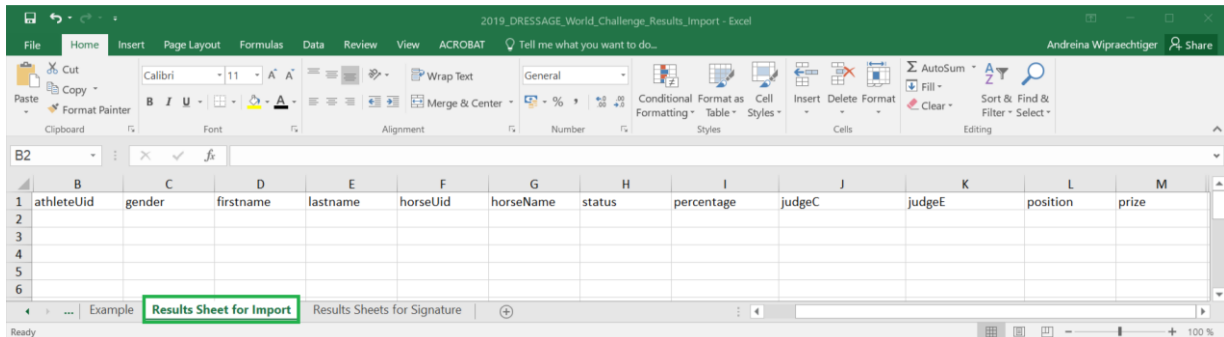 2019_DRESSAGE_World_Challenge_Results_Import - Excel
File Home Insert Page Layout Formulas Data Review View ACROBAT Tell me what you want to do... Andreina Wipraechtiger Share
Paste Cut Copy Format Painter
Calibri 11 A A
B I U A
Wrap Text
Merge & Center
General
% ,
Conditional Formatting Format as Table Cell Styles
Insert Delete Format
AutoSum
Fill
Clear
Sort & Filter Find & Select
Clipboard Font Alignment Number Styles Cells Editing
B2 fx
B C D E F G H I J K L M
1 athleteUid gender firstname lastname horseUid horseName status percentage judgeC judgeE position prize
2
3
4
5
6
... Example Results Sheet for Import Results Sheets for Signature
Ready 100 %